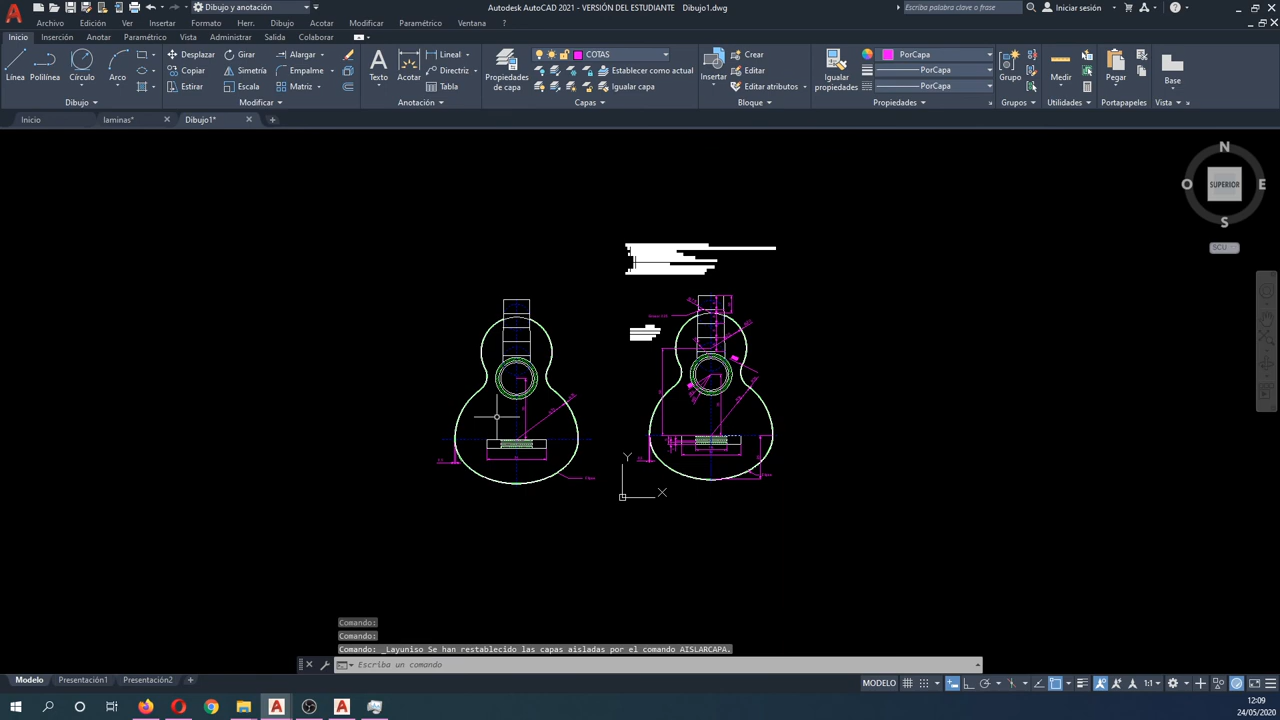 Dibujo y anotación
Autodesk AutoCAD 2021 - VERSIÓN DEL ESTUDIANTE Dibujo1.dwg
Escriba palabra clave o frase
Iniciar sesión
?
Archivo Edición Ver Insertar Formato Herr. Dibujo Acotar Modificar Paramétrico Ventana ?
Inicio Inserción Anotar Paramétrico Vista Administrar Salida Colaborar
Línea Polilínea Círculo Arco
Desplazar Girar Alargar
Copiar Simetría Empalme
Estirar Escala Matriz
Texto Acotar
Lineal
Directriz
Tabla
Propiedades de capa
COTAS
Establecer como actual
Igualar capa
Insertar
Crear
Editar
Editar atributos
Igualar propiedades
PorCapa
PorCapa
PorCapa
Grupo Medir Pegar Base
Dibujo Modificar Anotación Capas Bloque Propiedades Grupos Utilidades Portapapeles Vista
Inicio laminas* Dibujo1*
N
O SUPERIOR E
S
SCU
Y
X
Comando:
Comando:
Comando: _Layuniso Se han restablecido las capas aisladas por el comando AISLARCAPA.
Escriba un comando
Modelo Presentación1 Presentación2 +
MODELO 1:1
12:09
24/05/2020